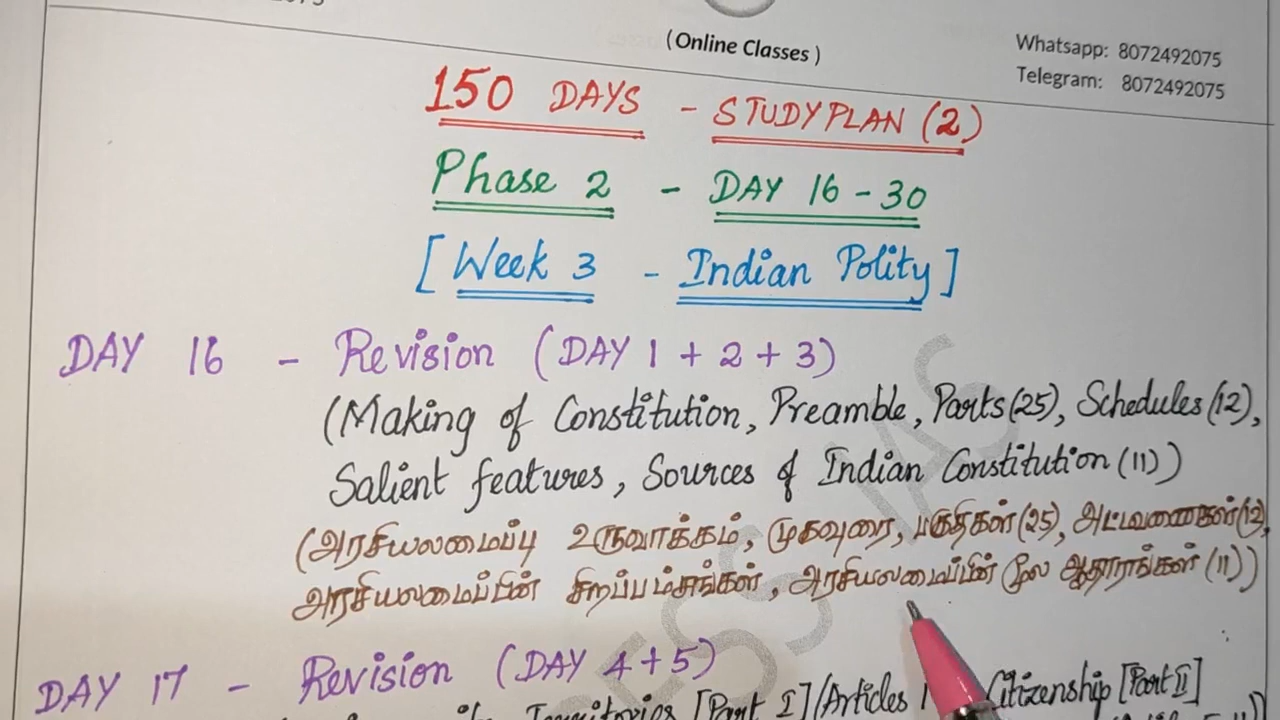 (Online Classes)
Whatsapp: 8072492075
Telegram: 8072492075
150 DAYS - STUDYPLAN (2)
Phase 2 - DAY 16 - 30
[Week 3 - Indian Polity]
DAY 16 - Revision (DAY 1 + 2 + 3)
(Making of Constitution, Preamble, Parts(25), Schedules(12),
Salient features, Sources of Indian Constitution (11))
(அரசியலமைப்பு உருவாக்கம், முகவுரை, பகுதிகள்(25), அட்டவணைகள்(12),
அரசியலமைப்பின் சிறப்பம்சங்கள், அரசியலமைப்பின் மூல ஆதாரங்கள் (11))
DAY 17 - Revision (DAY 4 + 5)
[Part I]/Articles Citizenship [Part II]